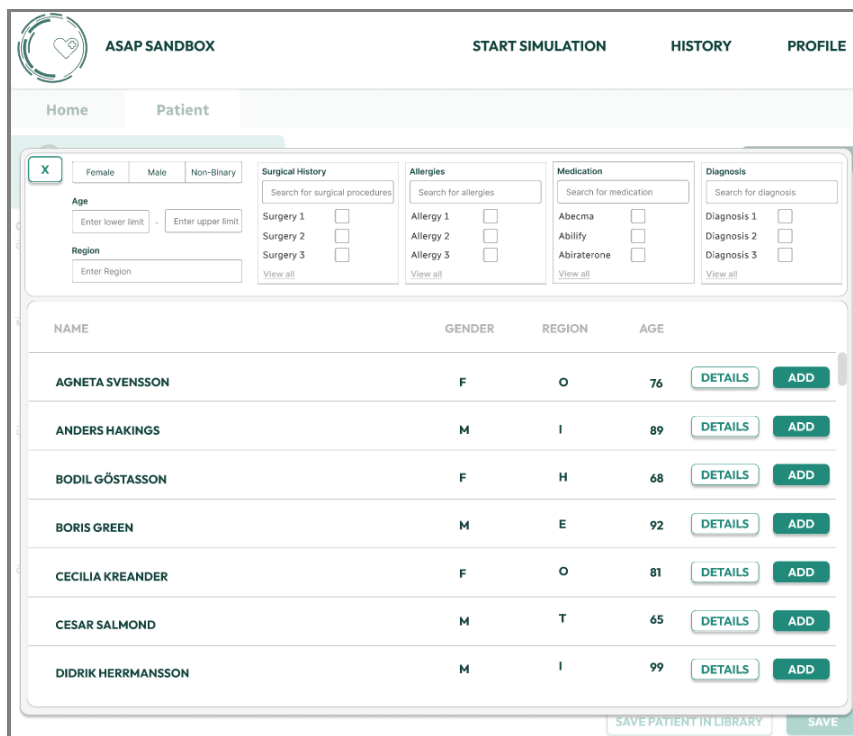 ASAP SANDBOX START SIMULATION HISTORY PROFILE
Home Patient
X Female Male Non-Binary
Age
Enter lower limit - Enter upper limit
Region
Enter Region
Surgical History
Search for surgical procedures
Surgery 1
Surgery 2
Surgery 3
View all
Allergies
Search for allergies
Allergy 1
Allergy 2
Allergy 3
View all
Medication
Search for medication
Abecma
Abilify
Abiraterone
View all
Diagnosis
Search for diagnosis
Diagnosis 1
Diagnosis 2
Diagnosis 3
View all
NAME GENDER REGION AGE
AGNETA SVENSSON F O 76 DETAILS ADD
ANDERS HAKINGS M I 89 DETAILS ADD
BODIL GÖSTASSON F H 68 DETAILS ADD
BORIS GREEN M E 92 DETAILS ADD
CECILIA KREANDER F O 81 DETAILS ADD
CESAR SALMOND M T 65 DETAILS ADD
DIDRIK HERRMANSSON M I 99 DETAILS ADD
SAVE PATIENT IN LIBRARY SAVE